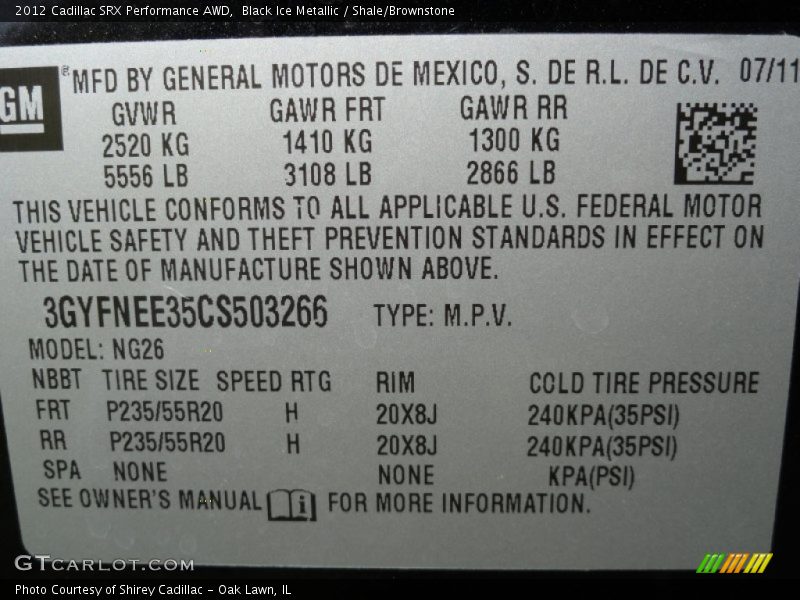 2012 Cadillac SRX Performance AWD,  Black Ice Metallic / Shale/Brownstone
GM
® MFD BY GENERAL MOTORS DE MEXICO, S. DE R.L. DE C.V. 07/11
GVWR GAWR FRT GAWR RR
2520 KG 1410 KG 1300 KG
5556 LB 3108 LB 2866 LB
THIS VEHICLE CONFORMS TO ALL APPLICABLE U.S. FEDERAL MOTOR
VEHICLE SAFETY AND THEFT PREVENTION STANDARDS IN EFFECT ON
THE DATE OF MANUFACTURE SHOWN ABOVE.
3GYFNEE35CS503266 TYPE: M.P.V.
MODEL: NG26
NBBT TIRE SIZE SPEED RTG RIM COLD TIRE PRESSURE
FRT P235/55R20 H 20X8J 240KPA(35PSI)
RR P235/55R20 H 20X8J 240KPA(35PSI)
SPA NONE NONE KPA(PSI)
SEE OWNER'S MANUAL i FOR MORE INFORMATION.
GTCARLOT.COM
Photo Courtesy of Shirey Cadillac – Oak Lawn, IL